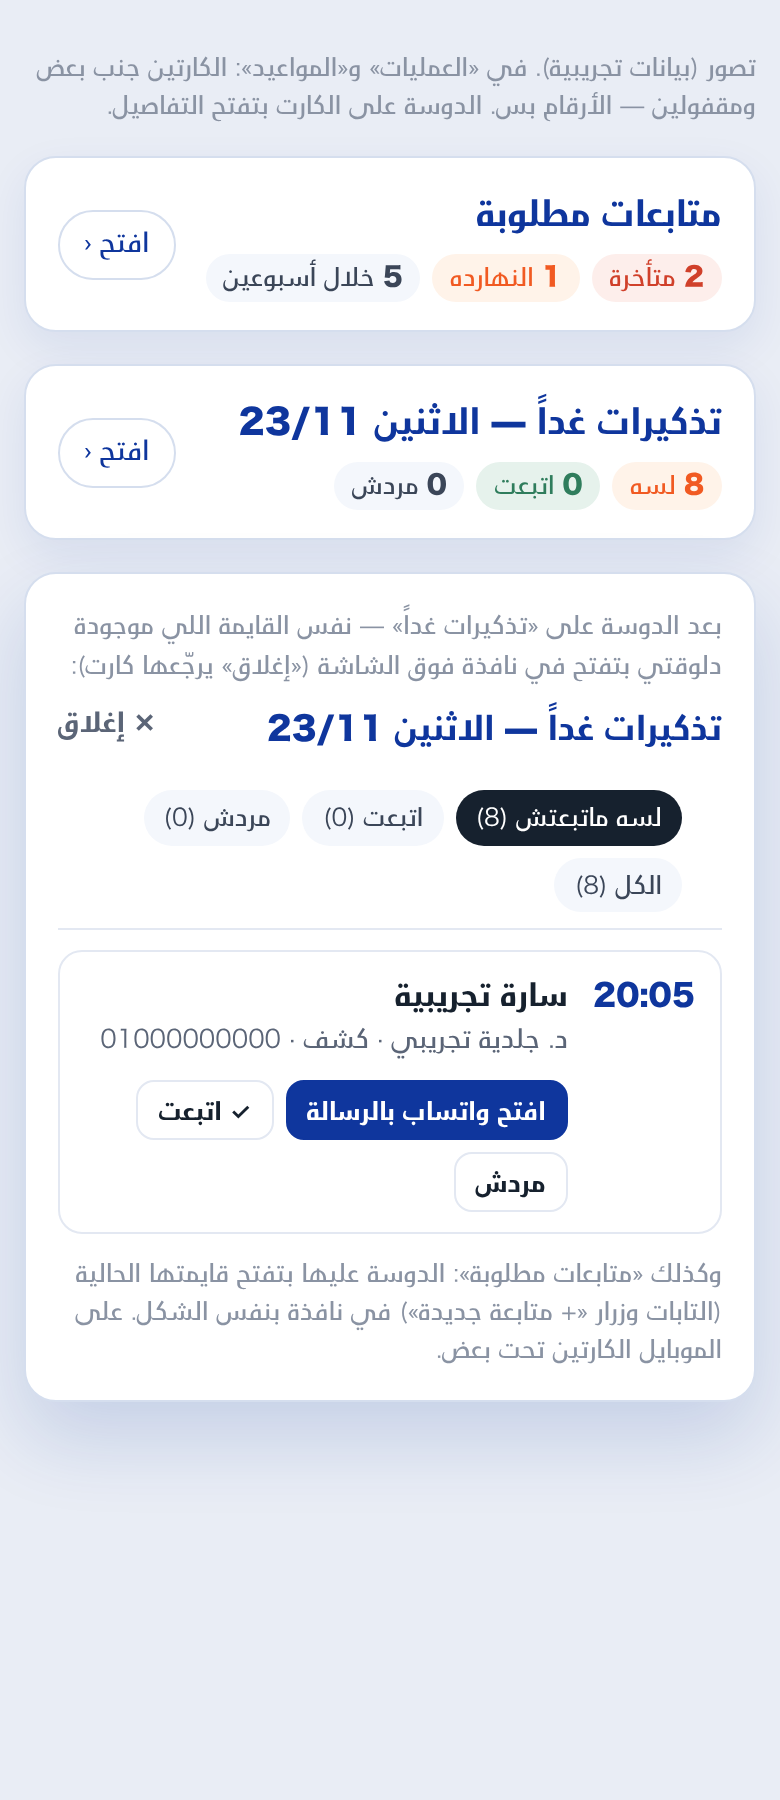 تصور (بيانات تجريبية). في «العمليات» و«المواعيد»: الكارتين جنب بعض
ومقفولين — الأرقام بس. الدوسة على الكارت بتفتح التفاصيل.
متابعات مطلوبة
افتح ›
2 متأخرة
1 النهارده
5 خلال أسبوعين
تذكيرات غداً — الاثنين 23/11
افتح ›
8 لسه
0 اتبعت
0 مردش
بعد الدوسة على «تذكيرات غداً» — نفس القايمة اللي موجودة
دلوقتي بتفتح في نافذة فوق الشاشة («إغلاق» يرجّعها كارت):
تذكيرات غداً — الاثنين 23/11
✕ إغلاق
لسه ماتبعتش (8)
اتبعت (0)
مردش (0)
الكل (8)
20:05
سارة تجريبية
د. جلدية تجريبي · كشف · 01000000000
افتح واتساب بالرسالة
✓ اتبعت
مردش
وكذلك «متابعات مطلوبة»: الدوسة عليها بتفتح قايمتها الحالية
(التابات وزرار «+ متابعة جديدة») في نافذة بنفس الشكل. على
الموبايل الكارتين تحت بعض.